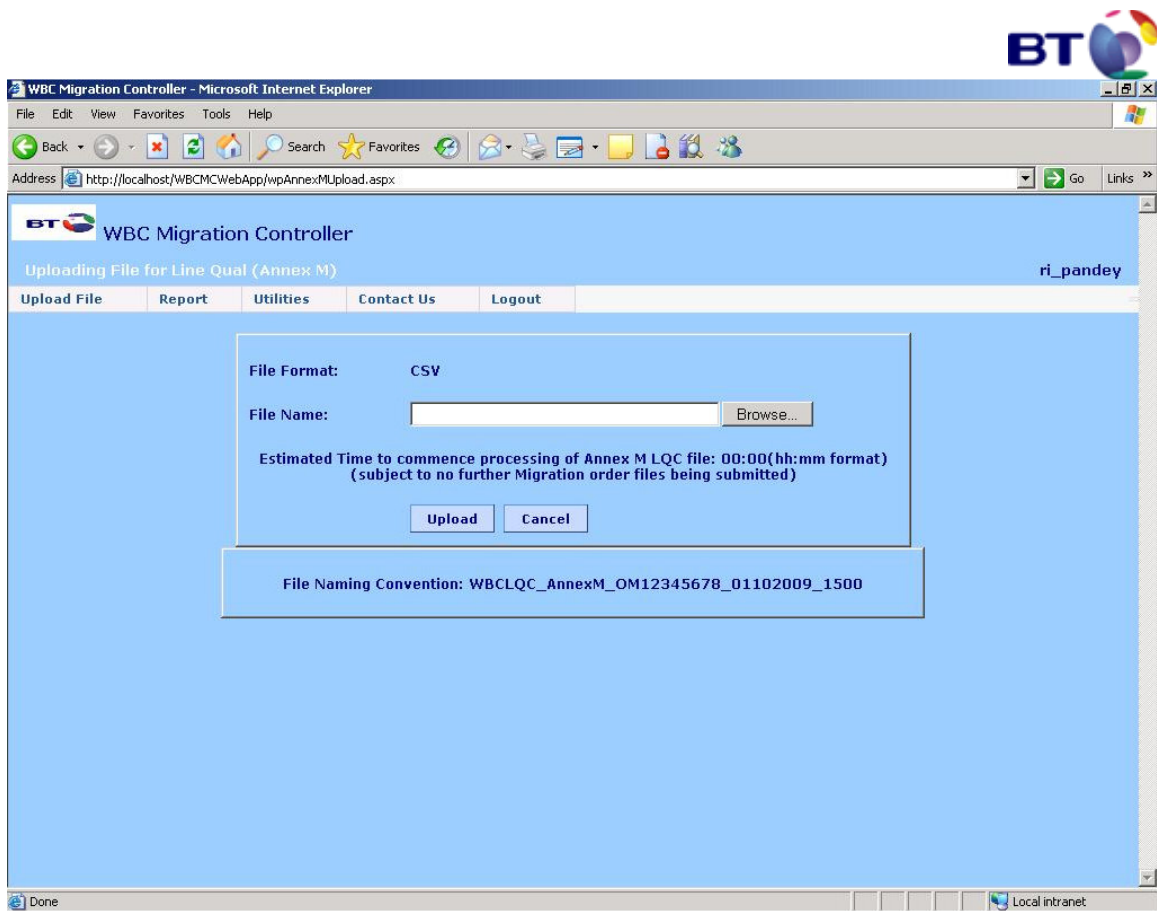 BT
WBC Migration Controller - Microsoft Internet Explorer
File Edit View Favorites Tools Help
Back Search Favorites
Address http://localhost/WBCMCWebApp/wpAnnexMUpload.aspx Go Links »
BT WBC Migration Controller
Uploading File for Line Qual (Annex M) ri_pandey
Upload File Report Utilities Contact Us Logout
File Format: CSV
File Name: Browse...
Estimated Time to commence processing of Annex M LQC file: 00:00(hh:mm format)
(subject to no further Migration order files being submitted)
Upload Cancel
File Naming Convention: WBCLQC_AnnexM_OM12345678_01102009_1500
Done Local intranet